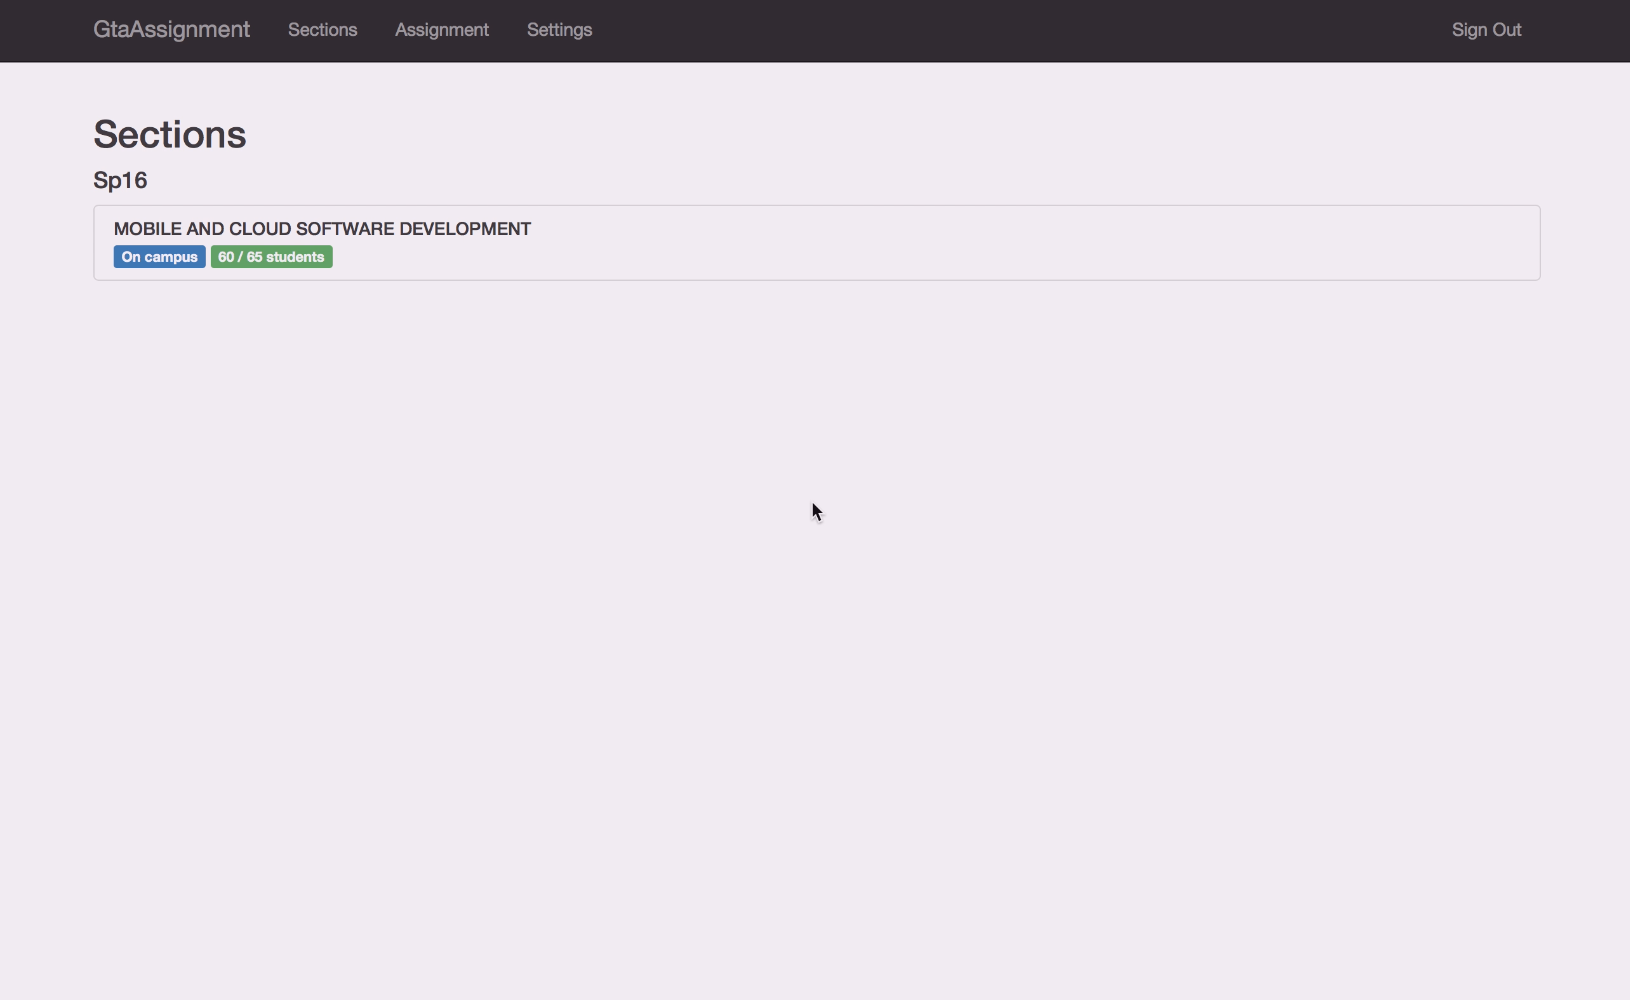 GtaAssignment Sections Assignment Settings Sign Out
Sections
Sp16
MOBILE AND CLOUD SOFTWARE DEVELOPMENT
On campus 60 / 65 students